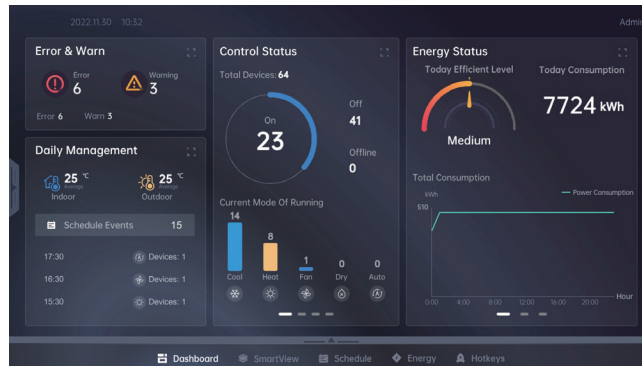 2022.11.30 10:32
Admin
Error & Warn
Error
6
Warning
3
Error 6 Warn 3
Daily Management
25 ℃
Average
Indoor
25 ℃
Average
Outdoor
Schedule Events 15
17:30 Devices: 1
16:30 Devices: 1
15:30 Devices: 1
Control Status
Total Devices: 64
On
23
Off
41
Offline
0
Current Mode Of Running
14 8 1 0 0
Cool Heat Fan Dry Auto
Energy Status
Today Efficient Level
Medium
Today Consumption
7724 kWh
Total Consumption
kWh
Power Consumption
510
Hour
0:00 4:00 8:00 12:00 16:00 20:00
Dashboard SmartView Schedule Energy Hotkeys